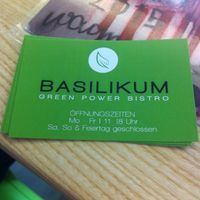 BASILIKUM
GREEN POWER BISTRO
ÖFFNUNGSZEITEN
Mo - Fr | 11- 18 Uhr
Sa, So & Feiertag geschlossen